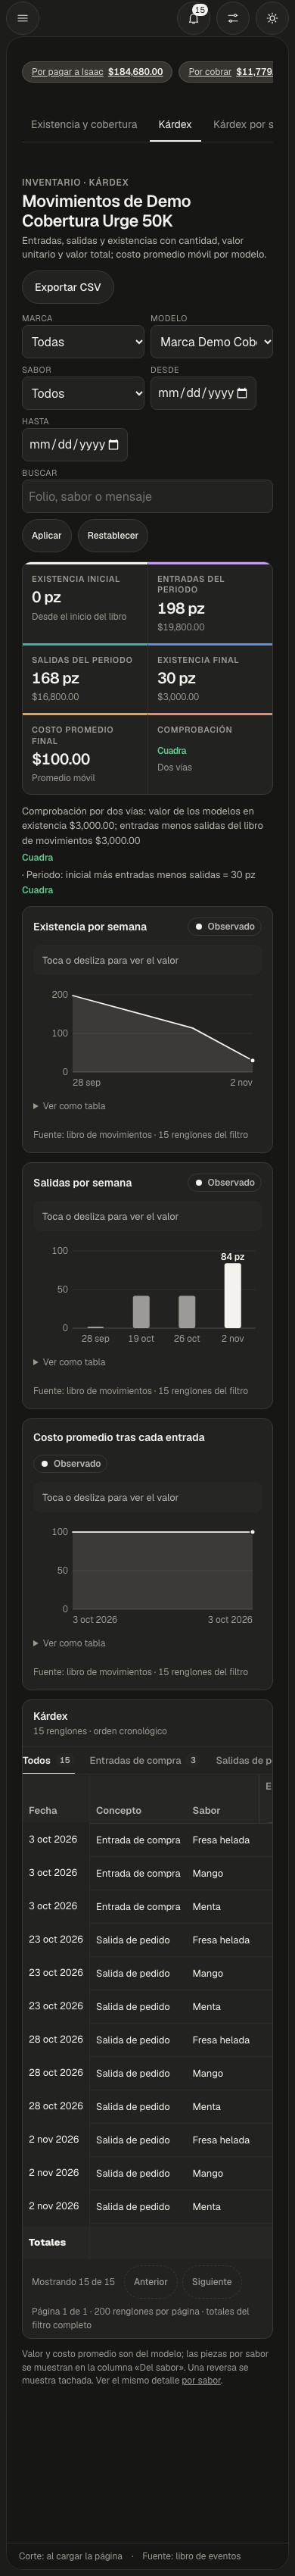 15
Por pagar a Isaac $184,680.00
Por cobrar $11,779
Existencia y cobertura
Kárdex
Kárdex por s
INVENTARIO · KÁRDEX
Movimientos de Demo
Cobertura Urge 50K
Entradas, salidas y existencias con cantidad, valor
unitario y valor total; costo promedio móvil por modelo.
Exportar CSV
MARCA
MODELO
Todas
Marca Demo Cob
SABOR
DESDE
Todos
mm/dd/yyyy
HASTA
mm/dd/yyyy
BUSCAR
Folio, sabor o mensaje
Aplicar
Restablecer
EXISTENCIA INICIAL
0 pz
Desde el inicio del libro
ENTRADAS DEL
PERIODO
198 pz
$19,800.00
SALIDAS DEL PERIODO
168 pz
$16,800.00
EXISTENCIA FINAL
30 pz
$3,000.00
COSTO PROMEDIO
FINAL
$100.00
Promedio móvil
COMPROBACIÓN
Cuadra
Dos vías
Comprobación por dos vías: valor de los modelos en
existencia $3,000.00; entradas menos salidas del libro
de movimientos $3,000.00
Cuadra
· Periodo: inicial más entradas menos salidas = 30 pz
Cuadra
Existencia por semana
Observado
Toca o desliza para ver el valor
200
100
0
28 sep
2 nov
Ver como tabla
Fuente: libro de movimientos · 15 renglones del filtro
Salidas por semana
Observado
Toca o desliza para ver el valor
100
84 pz
50
0
28 sep
19 oct
26 oct
2 nov
Ver como tabla
Fuente: libro de movimientos · 15 renglones del filtro
Costo promedio tras cada entrada
Observado
Toca o desliza para ver el valor
100
50
0
3 oct 2026
3 oct 2026
Ver como tabla
Fuente: libro de movimientos · 15 renglones del filtro
Kárdex
15 renglones · orden cronológico
Todos 15
Entradas de compra 3
Salidas de p
E
Fecha Concepto Sabor
3 oct 2026 Entrada de compra Fresa helada
3 oct 2026 Entrada de compra Mango
3 oct 2026 Entrada de compra Menta
23 oct 2026 Salida de pedido Fresa helada
23 oct 2026 Salida de pedido Mango
23 oct 2026 Salida de pedido Menta
28 oct 2026 Salida de pedido Fresa helada
28 oct 2026 Salida de pedido Mango
28 oct 2026 Salida de pedido Menta
2 nov 2026 Salida de pedido Fresa helada
2 nov 2026 Salida de pedido Mango
2 nov 2026 Salida de pedido Menta
Totales
Mostrando 15 de 15
Anterior
Siguiente
Página 1 de 1 · 200 renglones por página · totales del
filtro completo
Valor y costo promedio son del modelo; las piezas por sabor
se muestran en la columna «Del sabor». Una reversa se
muestra tachada. Ver el mismo detalle por sabor.
Corte: al cargar la página · Fuente: libro de eventos